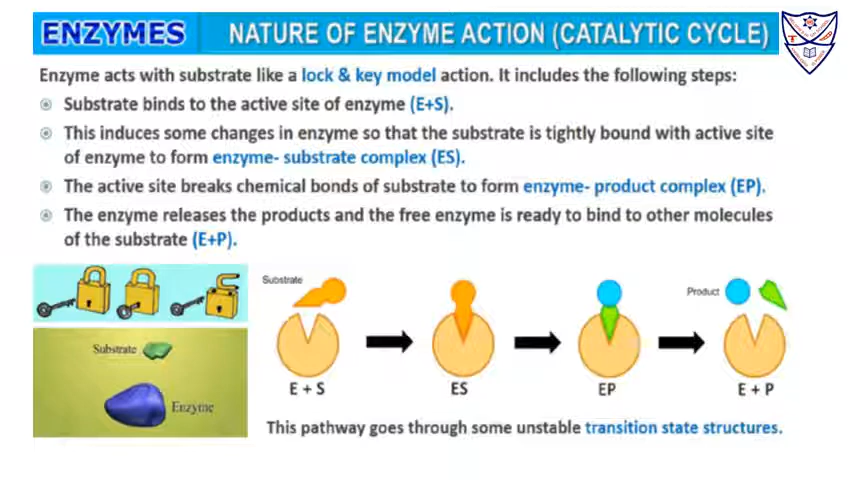 ENZYMES
NATURE OF ENZYME ACTION (CATALYTIC CYCLE)
Enzyme acts with substrate like a lock & key model action. It includes the following steps:
Substrate binds to the active site of enzyme (E+S).
This induces some changes in enzyme so that the substrate is tightly bound with active site
of enzyme to form enzyme- substrate complex (ES).
The active site breaks chemical bonds of substrate to form enzyme- product complex (EP).
The enzyme releases the products and the free enzyme is ready to bind to other molecules
of the substrate (E+P).
Substrate
Product
Substrate
Enzyme
E + S
ES
EP
E + P
This pathway goes through some unstable transition state structures.